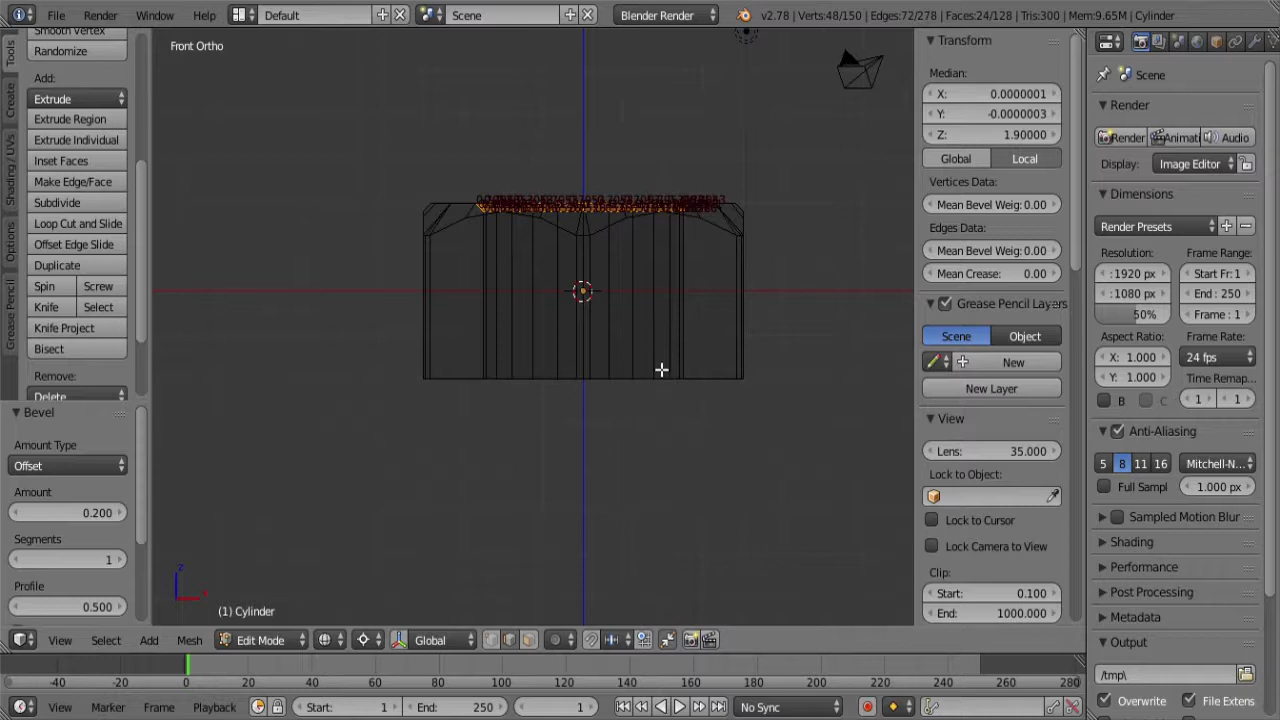 File Render Window Help Default Scene Blender Render v2.78 | Verts:48/150 | Edges:72/278 | Faces:24/128 | Tris:300 | Mem:9.65M | Cylinder
Tools
Create
Shading / UVs
Options
Grease Pencil
Smooth Vertex
Randomize
Add:
Extrude
Extrude Region
Extrude Individual
Inset Faces
Make Edge/Face
Subdivide
Loop Cut and Slide
Offset Edge Slide
Duplicate
Spin Screw
Knife Select
Knife Project
Bisect
Remove:
Delete
Bevel
Amount Type
Offset
Amount
0.200
Segments
1
Profile
0.500
Front Ortho
z
x
(1) Cylinder
Transform
Median:
X: 0.0000001
Y: -0.0000003
Z: 1.90000
Global Local
Vertices Data:
Mean Bevel Weig: 0.00
Edges Data:
Mean Bevel Weig: 0.00
Mean Crease: 0.00
Grease Pencil Layers
Scene Object
New
New Layer
View
Lens: 35.000
Lock to Object:
Lock to Cursor
Lock Camera to View
Clip:
Start: 0.100
End: 1000.000
Scene
Render
Render Animati Audio
Display: Image Editor
Dimensions
Render Presets
Resolution: Frame Range:
: 1920 px Start Fr: 1
: 1080 px End : 250
50% Frame : 1
Aspect Ratio: Frame Rate:
X: 1.000 24 fps
Y: 1.000 Time Remap...
B C 1 1
Anti-Aliasing
5 8 11 16 Mitchell-N...
Full Sampl 1.000 px
Sampled Motion Blur
Shading
Performance
Post Processing
Metadata
Output
/tmp\
Overwrite File Extens
View Select Add Mesh Edit Mode Global
-40 -20 0 20 40 60 80 100 120 140 160 180 200 220 240 260 280
View Marker Frame Playback Start: 1 End: 250 1 No Sync